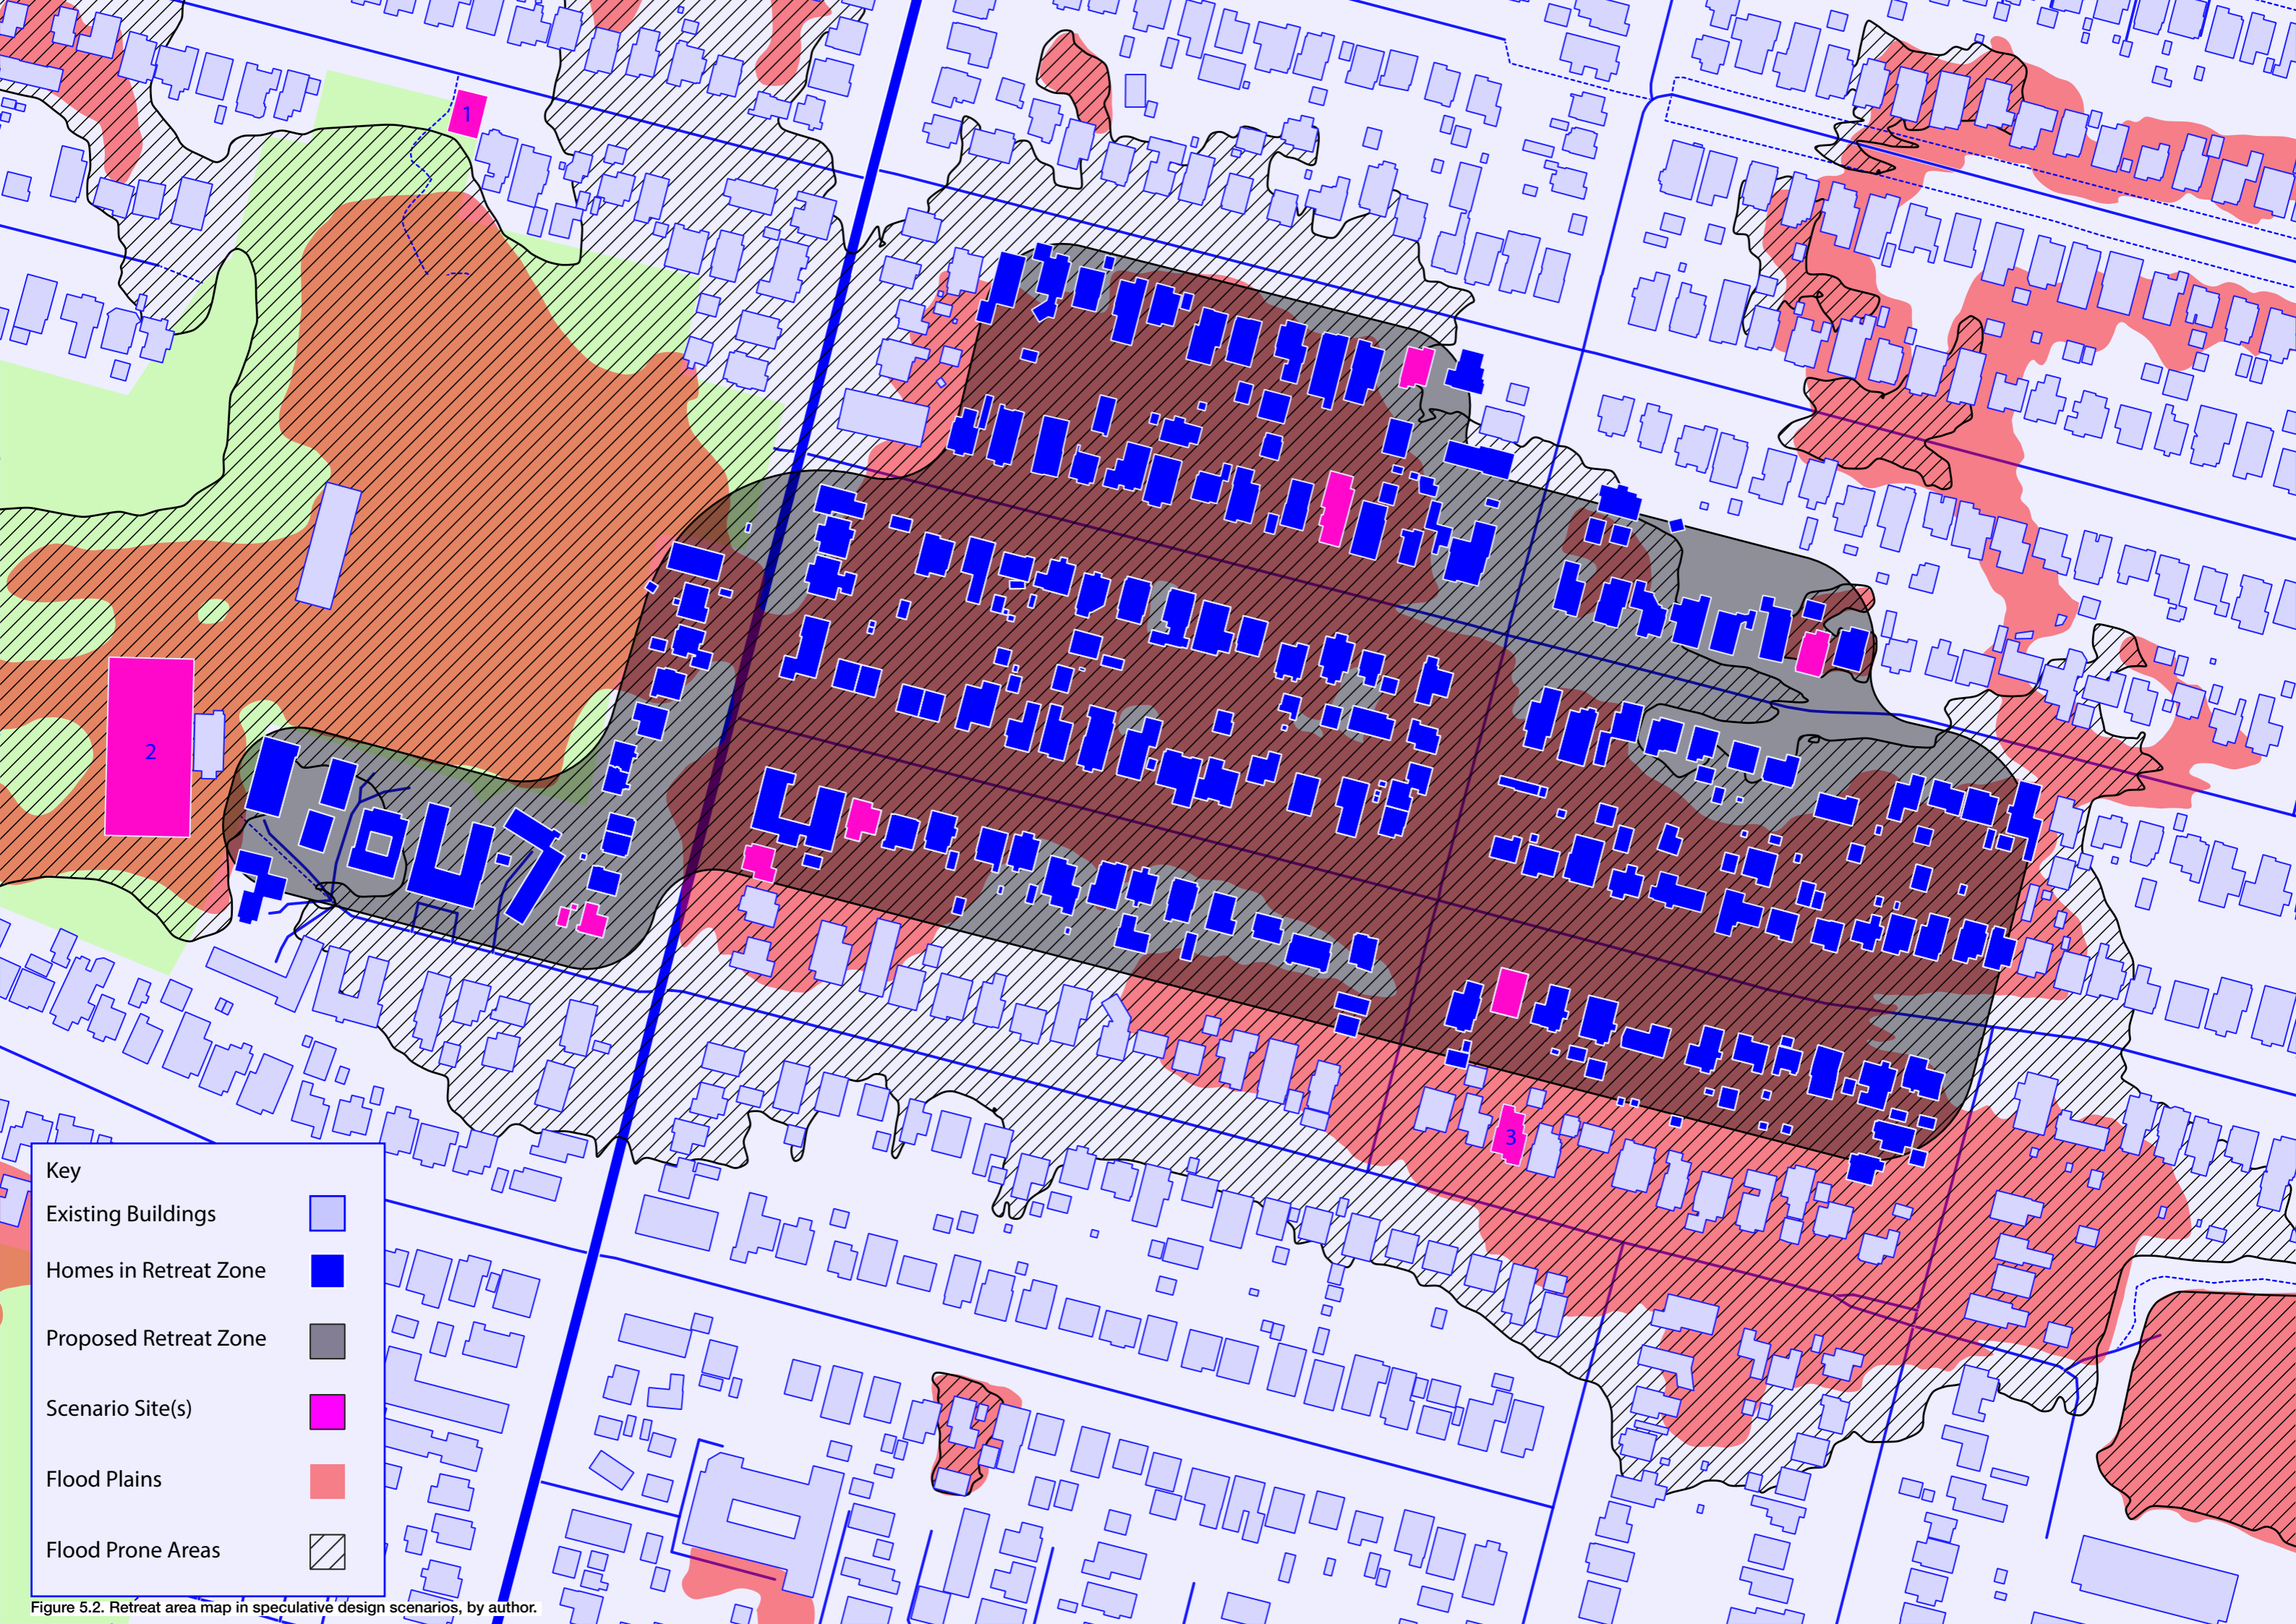 1
2
3
Key
Existing Buildings
Homes in Retreat Zone
Proposed Retreat Zone
Scenario Site(s)
Flood Plains
Flood Prone Areas
Figure 5.2. Retreat area map in speculative design scenarios, by author.